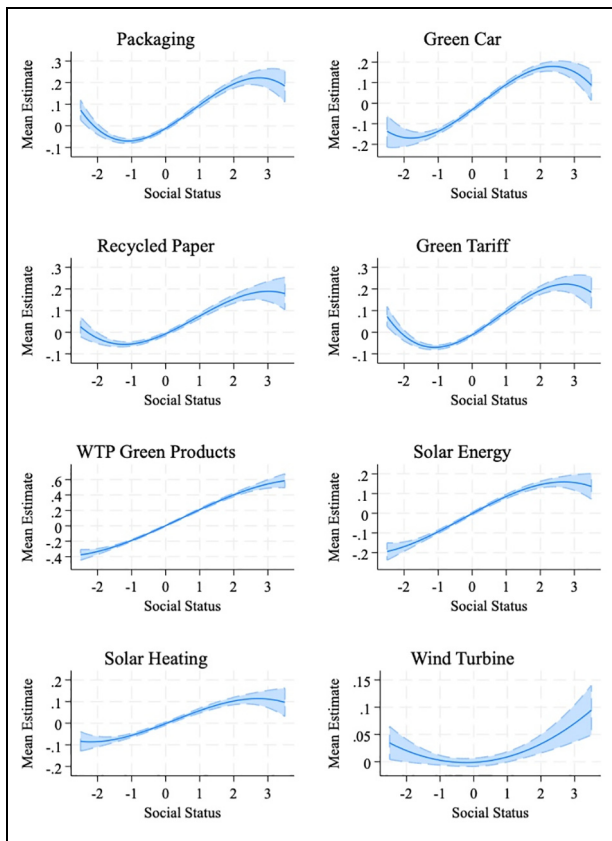 Packaging
Mean Estimate
.3
.2
.1
0
-.1
-2 -1 0 1 2 3
Social Status
Green Car
Mean Estimate
.2
.1
0
-.1
-.2
-2 -1 0 1 2 3
Social Status
Recycled Paper
Mean Estimate
.3
.2
.1
0
-.1
-2 -1 0 1 2 3
Social Status
Green Tariff
Mean Estimate
.3
.2
.1
0
-.1
-2 -1 0 1 2 3
Social Status
WTP Green Products
Mean Estimate
.6
.4
.2
0
-.2
-.4
-2 -1 0 1 2 3
Social Status
Solar Energy
Mean Estimate
.2
.1
0
-.1
-.2
-2 -1 0 1 2 3
Social Status
Solar Heating
Mean Estimate
.2
.1
0
-.1
-.2
-2 -1 0 1 2 3
Social Status
Wind Turbine
Mean Estimate
.15
.1
.05
0
-2 -1 0 1 2 3
Social Status